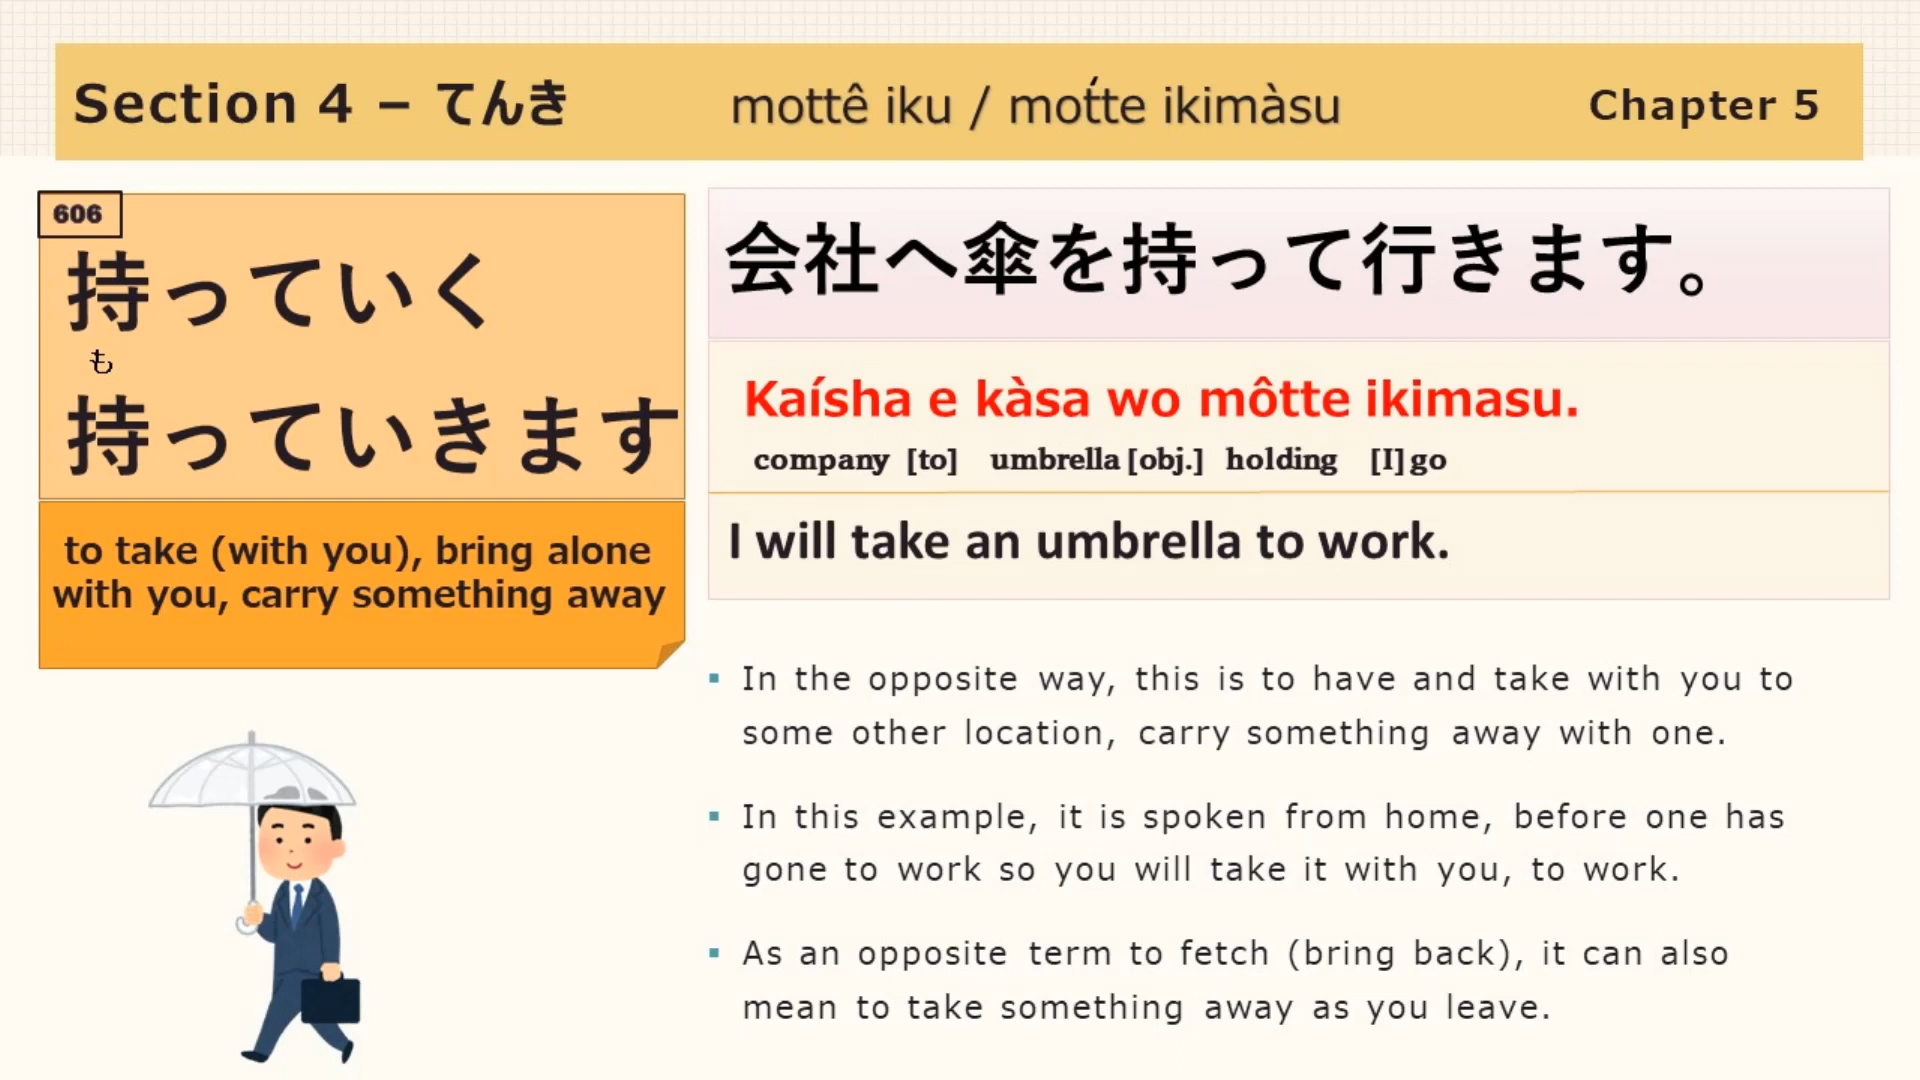 Section 4 – てんき
mottê iku / mot́te ikimàsu
Chapter 5
606
持っていく
も
持っていきます
to take (with you), bring alone
with you, carry something away
会社へ傘を持って行きます。
Kaísha e kàsa wo môtte ikimasu.
company [to] umbrella [obj.] holding [I] go
I will take an umbrella to work.
▪ In the opposite way, this is to have and take with you to
some other location, carry something away with one.
▪ In this example, it is spoken from home, before one has
gone to work so you will take it with you, to work.
▪ As an opposite term to fetch (bring back), it can also
mean to take something away as you leave.